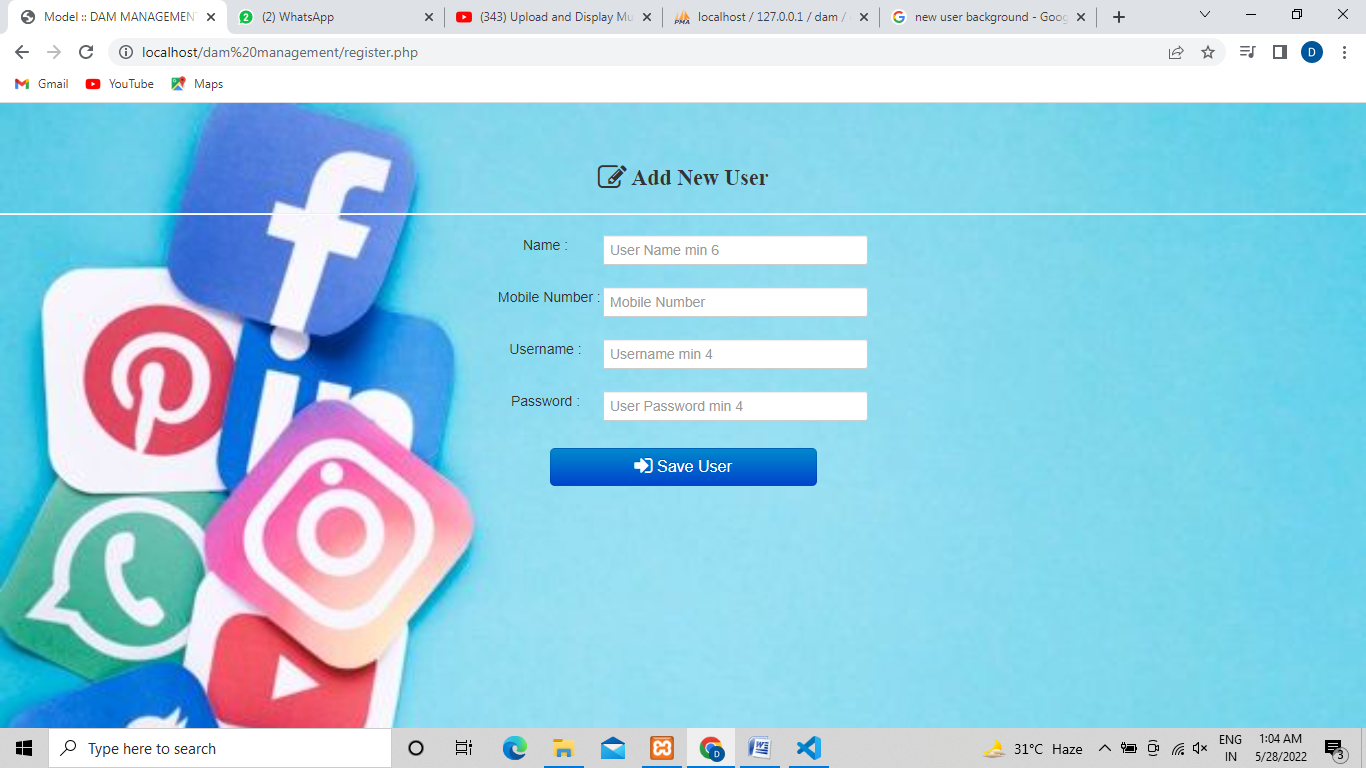 Model :: DAM MANAGEMENT
(2) WhatsApp
(343) Upload and Display Mu
localhost / 127.0.0.1 / dam /
new user background - Goog
localhost/dam%20management/register.php
D
Gmail
YouTube
Maps
Add New User
Name :
User Name min 6
Mobile Number :
Mobile Number
Username :
Username min 4
Password :
User Password min 4
Save User
Type here to search
31°C Haze
ENG
IN
1:04 AM
5/28/2022
3